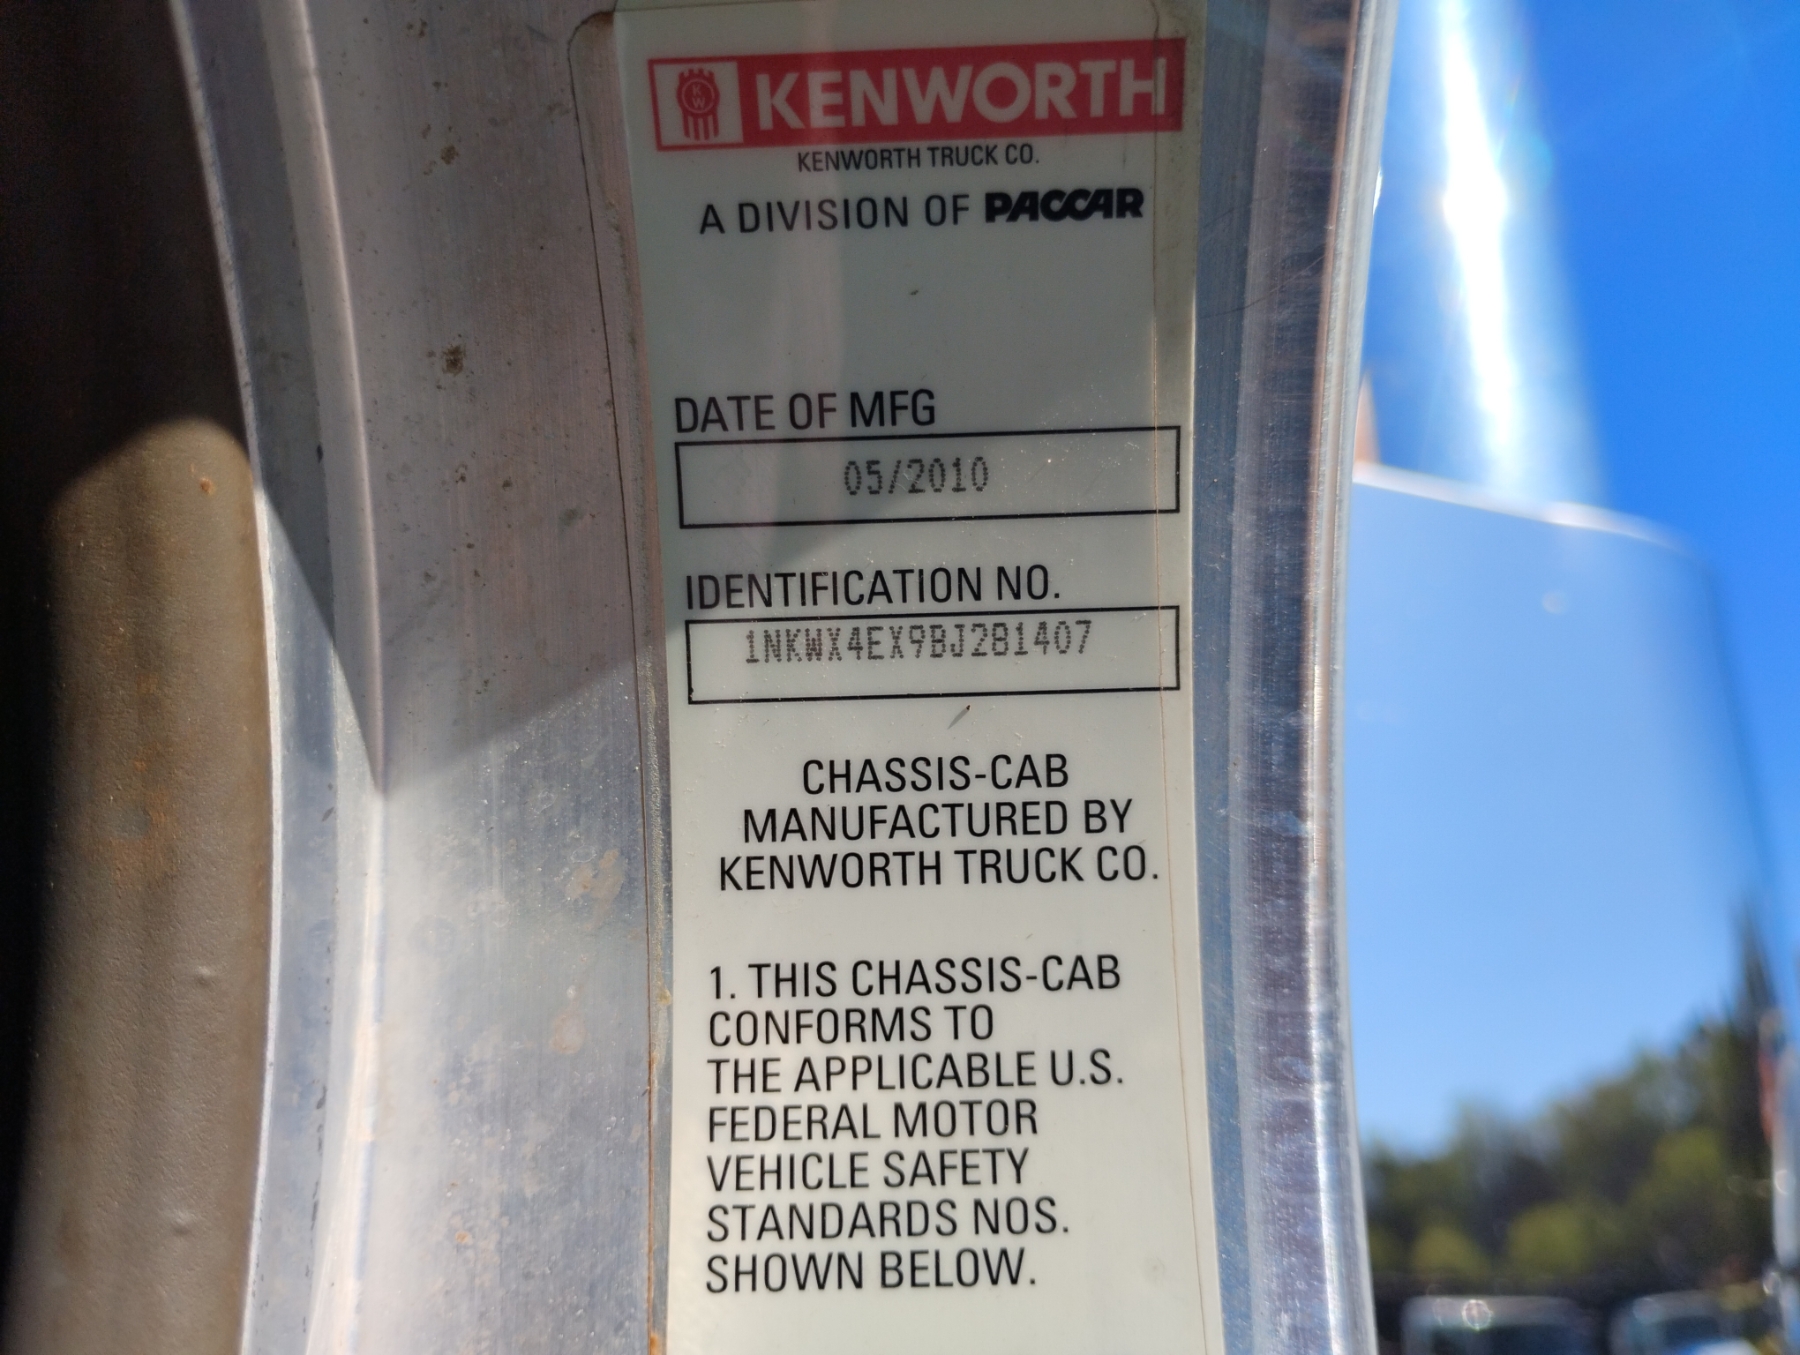 KW
KENWORTH
KENWORTH TRUCK CO.
A DIVISION OF PACCAR
DATE OF MFG
05/2010
IDENTIFICATION NO.
1NKWX4EX9BJ281407
CHASSIS-CAB
MANUFACTURED BY
KENWORTH TRUCK CO.
1. THIS CHASSIS-CAB
CONFORMS TO
THE APPLICABLE U.S.
FEDERAL MOTOR
VEHICLE SAFETY
STANDARDS NOS.
SHOWN BELOW.